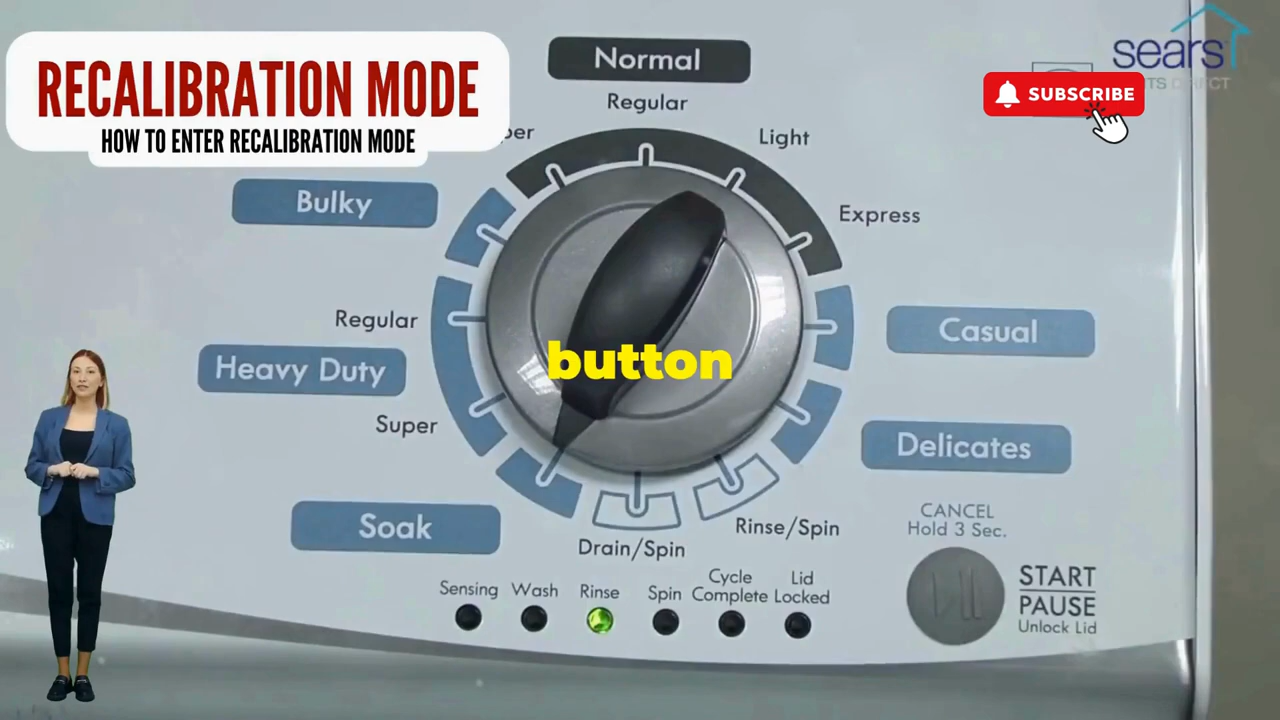 RECALIBRATION MODE
HOW TO ENTER RECALIBRATION MODE
sears
DIRECT
SUBSCRIBE
Normal
Regular
Light
Express
Bulky
Regular
Heavy Duty
Super
Casual
Delicates
button
Soak
Drain/Spin
Rinse/Spin
CANCEL
Hold 3 Sec.
Sensing
Wash
Rinse
Spin
Cycle
Complete
Lid
Locked
START
PAUSE
Unlock Lid